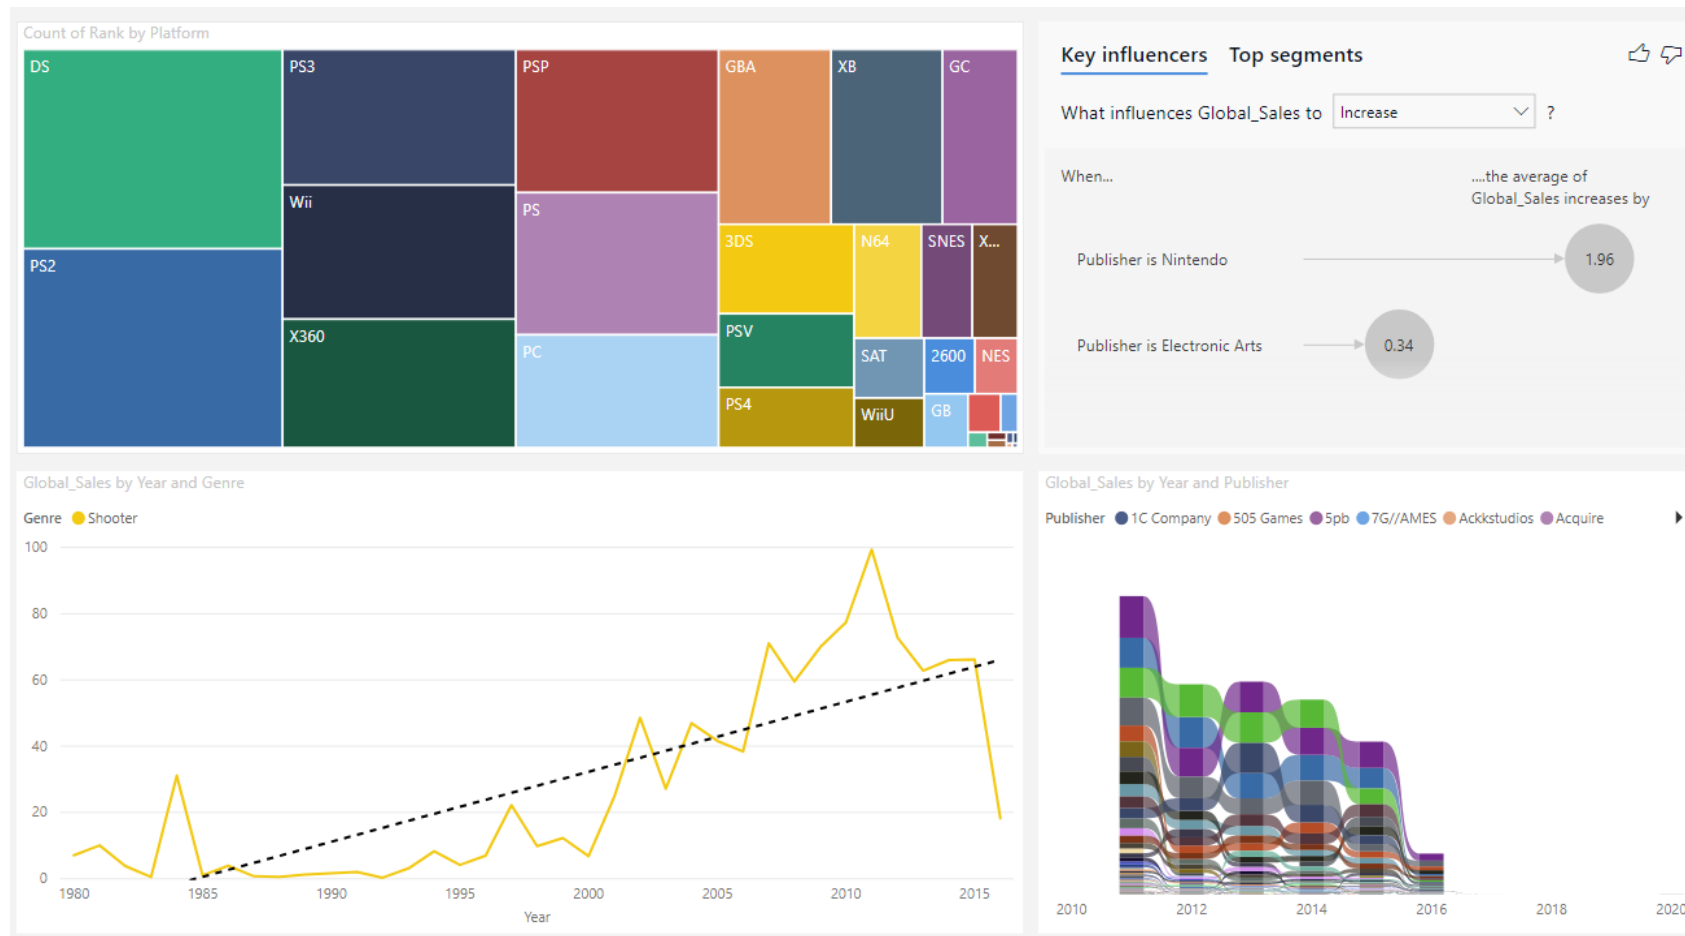 Count of Rank by Platform
DS
PS3
PSP
GBA
XB
GC
Wii
PS
3DS
N64
SNES
X...
PS2
X360
PC
PSV
SAT
2600
NES
PS4
WiiU
GB
Key influencers Top segments
What influences Global_Sales to Increase ?
When...
....the average of
Global_Sales increases by
Publisher is Nintendo 1.96
Publisher is Electronic Arts 0.34
Global_Sales by Year and Genre
Genre Shooter
100
80
60
40
20
0
1980 1985 1990 1995 2000 2005 2010 2015
Year
Global_Sales by Year and Publisher
Publisher 1C Company 505 Games 5pb 7G//AMES Ackkstudios Acquire
2010 2012 2014 2016 2018 2020